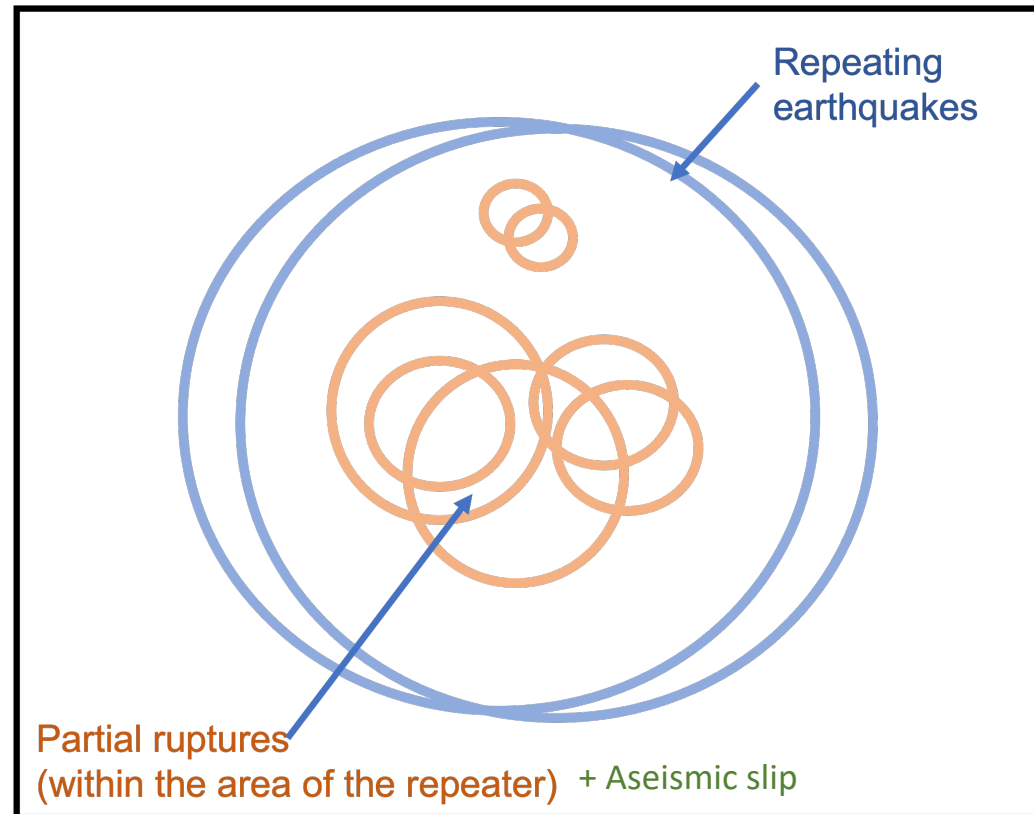 Repeating
earthquakes
Partial ruptures
(within the area of the repeater) + Aseismic slip